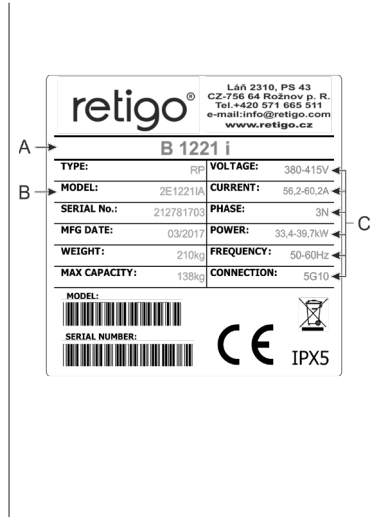 retigo®
Láň 2310, PS 43
CZ-756 64 Rožnov p. R.
Tel.+420 571 665 511
e-mail:info@retigo.com
www.retigo.cz
A
B 1221 i
TYPE: RP VOLTAGE: 380-415V
B
MODEL: 2E1221IA CURRENT: 56,2-60,2A
SERIAL No.: 212781703 PHASE: 3N
C
MFG DATE: 03/2017 POWER: 33,4-39,7kW
WEIGHT: 210kg FREQUENCY: 50-60Hz
MAX CAPACITY: 138kg CONNECTION: 5G10
MODEL:
SERIAL NUMBER:
CE
IPX5